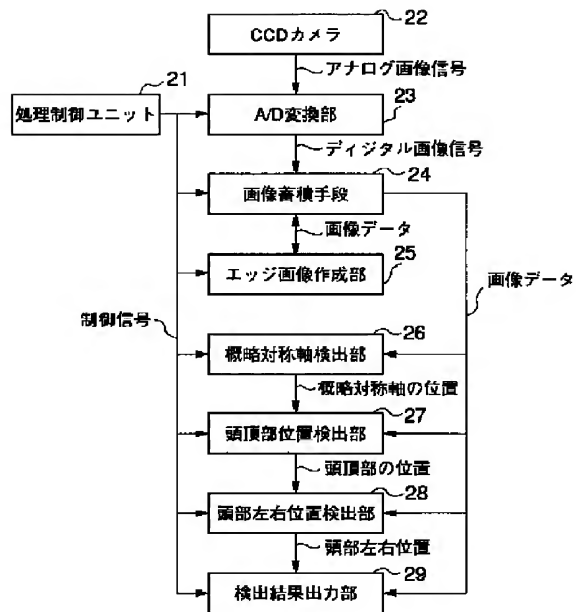 22
CCDカメラ
アナログ画像信号
21
処理制御ユニット
A/D変換部
23
ディジタル画像信号
24
画像蓄積手段
画像データ
25
エッジ画像作成部
画像データ
制御信号
26
概略対称軸検出部
概略対称軸の位置
27
頭頂部位置検出部
頭頂部の位置
28
頭部左右位置検出部
頭部左右位置
29
検出結果出力部